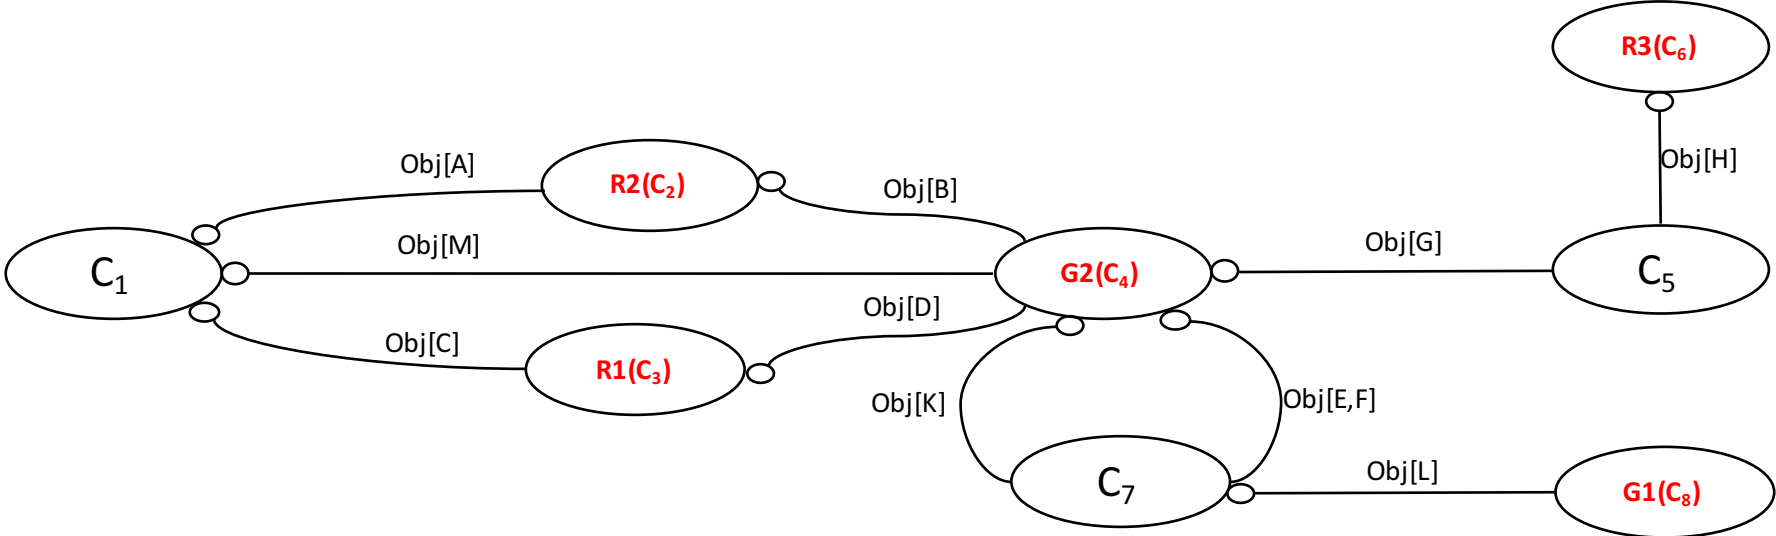 R3(C₆)
Obj[H]
Obj[A]
R2(C₂)
Obj[B]
Obj[M]
Obj[G]
C₁
G2(C₄)
C₅
Obj[D]
Obj[C]
R1(C₃)
Obj[K]
Obj[E,F]
Obj[L]
C₇
G1(C₈)